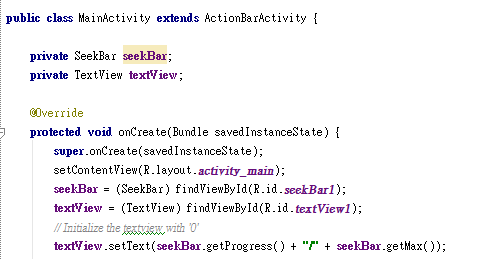 public class MainActivity extends ActionBarActivity {
private SeekBar seekBar;
private TextView textView;
@Override
protected void onCreate(Bundle savedInstanceState) {
super.onCreate(savedInstanceState);
setContentView(R.layout.activity_main);
seekBar = (SeekBar) findViewById(R.id.seekBar1);
textView = (TextView) findViewById(R.id.textView1);
// Initialize the textview with '0'
textView.setText(seekBar.getProgress() + "/" + seekBar.getMax());